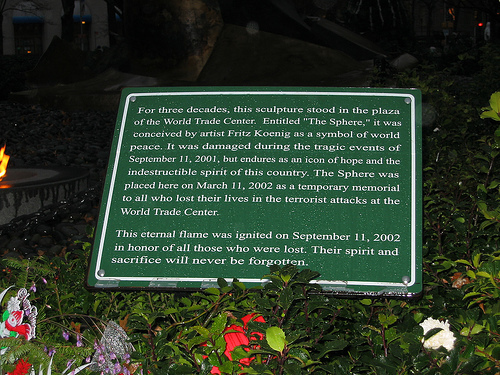 For three decades, this sculpture stood in the plaza
of the World Trade Center. Entitled "The Sphere," it was
conceived by artist Fritz Koenig as a symbol of world
peace. It was damaged during the tragic events of
September 11, 2001, but endures as an icon of hope and the
indestructible spirit of this country. The Sphere was
placed here on March 11, 2002 as a temporary memorial
to all who lost their lives in the terrorist attacks at the
World Trade Center.
This eternal flame was ignited on September 11, 2002
in honor of all those who were lost. Their spirit and
sacrifice will never be forgotten.